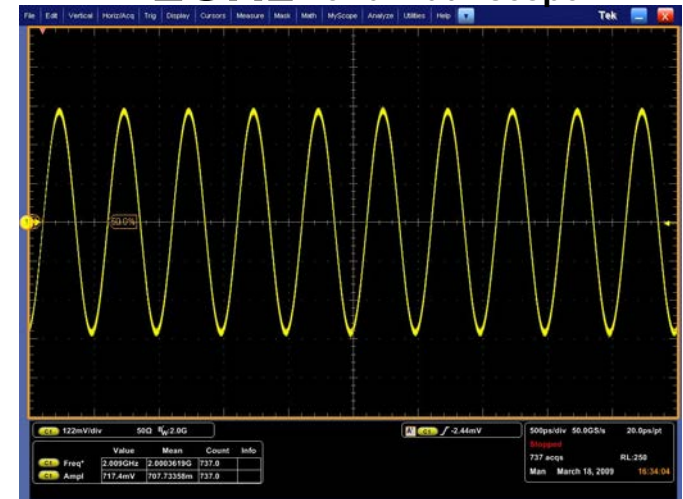 File Edit Vertical Horiz/Acq Trig Display Cursors Measure Mask Math MyScope Analyze Utilities Help Tek
50.0%
C1 122mV/div 50Ω BW:2.0G
A C1 -2.44mV
500ps/div 50.0GS/s 20.0ps/pt
Stopped
737 acqs RL:250
Man March 18, 2009 16:34:04
Value Mean Count Info
C1 Freq* 2.009GHz 2.0003619G 737.0
C1 Ampl 717.4mV 707.73358m 737.0